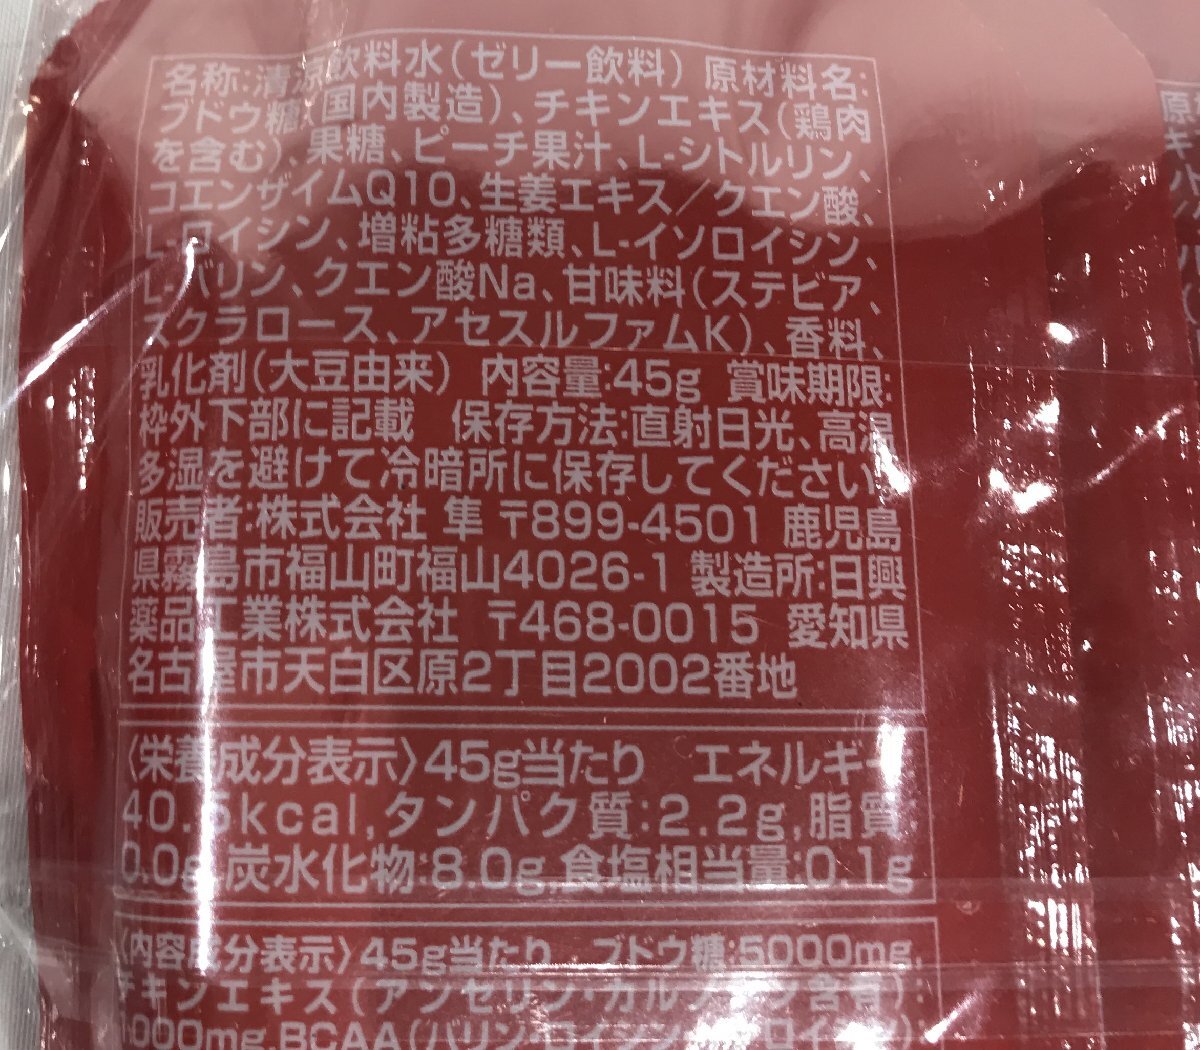 名称:清涼飲料水(ゼリー飲料) 原材料名:
ブドウ糖(国内製造)、チキンエキス(鶏肉
を含む)、果糖、ピーチ果汁、L-シトルリン、
コエンザイムQ10、生姜エキス/クエン酸、
L-ロイシン、増粘多糖類、L-イソロイシン、
L-バリン、クエン酸Na、甘味料(ステビア、
スクラロース、アセスルファムK)、香料、
乳化剤(大豆由来) 内容量:45g 賞味期限:
枠外下部に記載 保存方法:直射日光、高温
多湿を避けて冷暗所に保存してください。
販売者:株式会社 隼 〒899-4501 鹿児島
県霧島市福山町福山4026-1 製造所:日興
薬品工業株式会社 〒468-0015 愛知県
名古屋市天白区原2丁目2002番地
〈栄養成分表示〉45g当たり エネルギー
40.5kcal,タンパク質:2.2g,脂質
0.0g,炭水化物:8.0g,食塩相当量:0.1g
〈内容成分表示〉45g当たり ブドウ糖:5000mg,
チキンエキス(アンセリン・カルノシン含有):
000mg,BCAA(バリン・ロイシン・イソロイシン):
原
キ